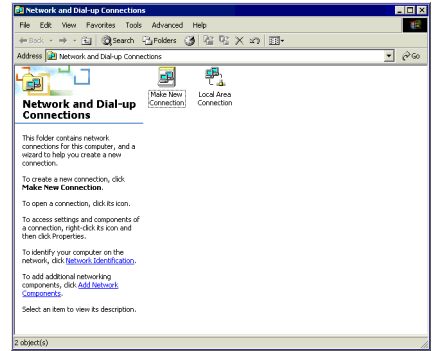 Network and Dial-up Connections
File Edit View Favorites Tools Advanced Help
Back Search Folders
Address Network and Dial-up Connections Go
Network and Dial-up
Connections
This folder contains network
connections for this computer, and a
wizard to help you create a new
connection.
To create a new connection, click
Make New Connection.
To open a connection, click its icon.
To access settings and components of
a connection, right-click its icon and
then click Properties.
To identify your computer on the
network, click Network Identification.
To add additional networking
components, click Add Network
Components.
Select an item to view its description.
Make New
Connection
Local Area
Connection
2 object(s)